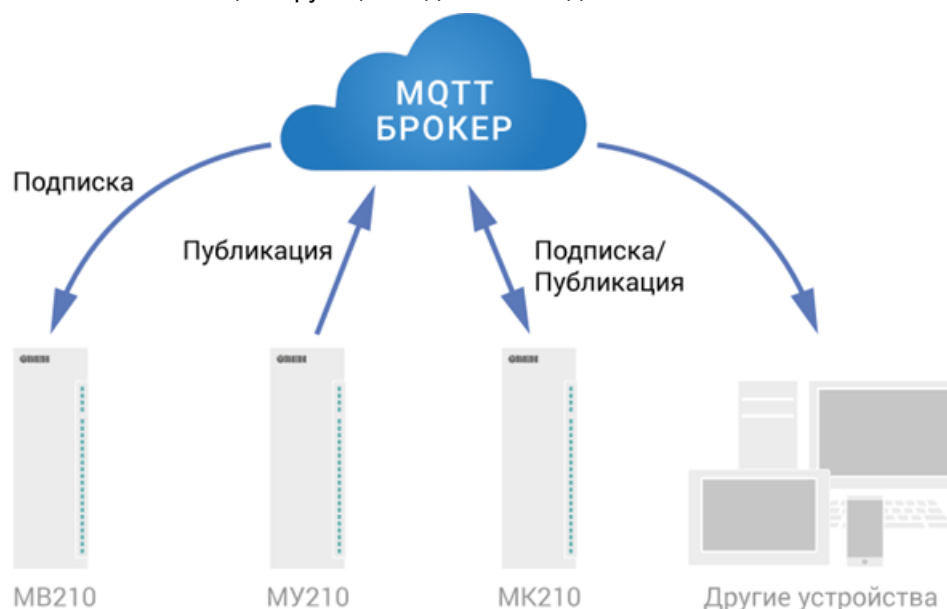 MQTT
БРОКЕР
Подписка
Публикация
Подписка/
Публикация
МВ210
МУ210
МК210
Другие устройства